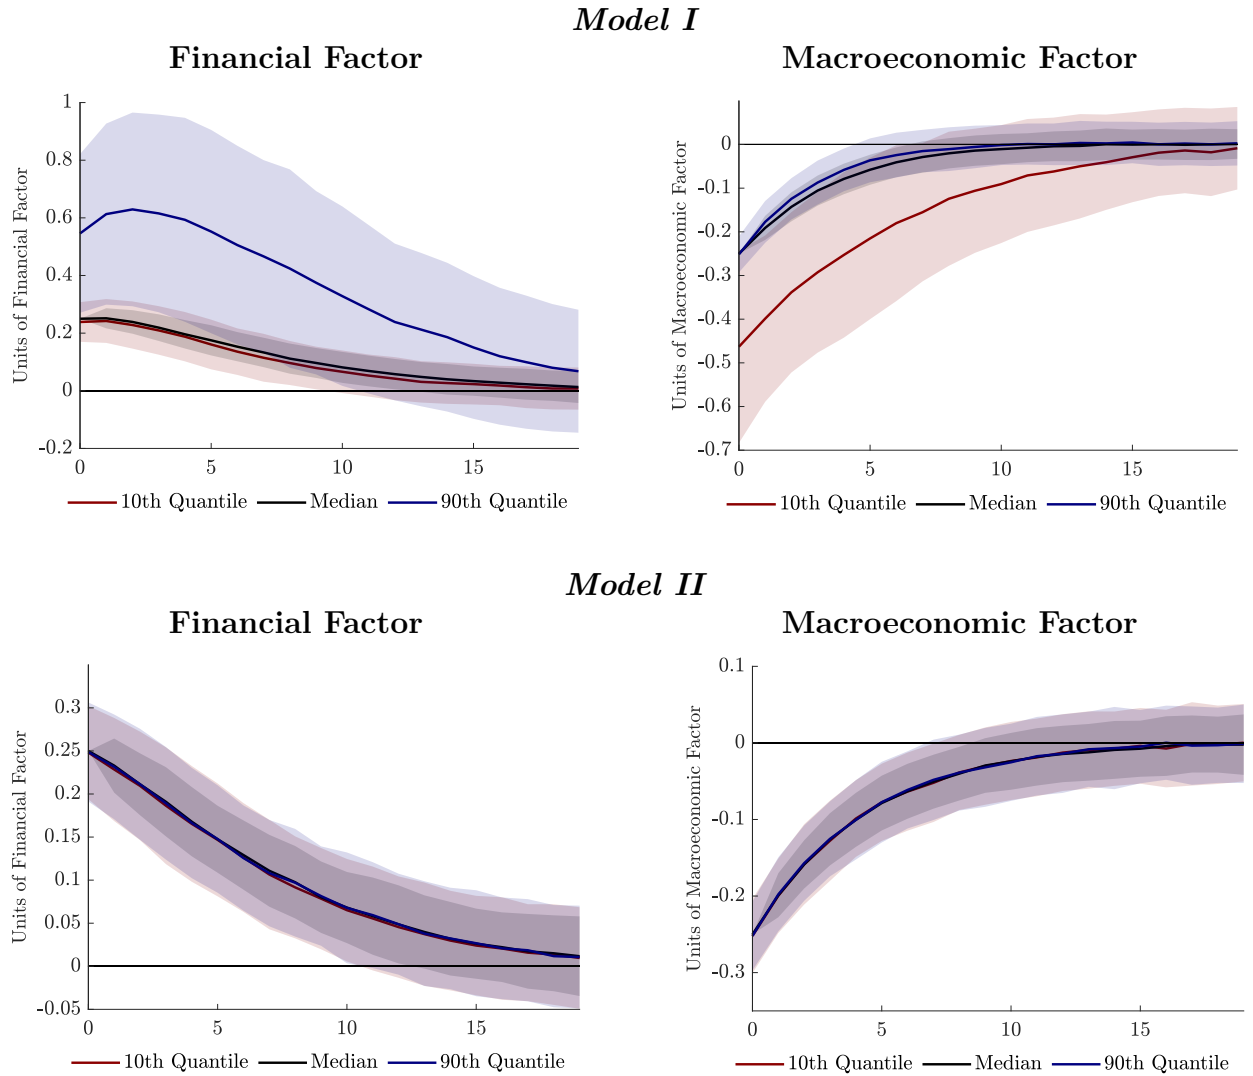 Model I
Financial Factor
Macroeconomic Factor
Units of Financial Factor
1
0.8
0.6
0.4
0.2
0
-0.2
0 5 10 15
10th Quantile Median 90th Quantile
Units of Macroeconomic Factor
0
-0.1
-0.2
-0.3
-0.4
-0.5
-0.6
-0.7
0 5 10 15
10th Quantile Median 90th Quantile
Model II
Financial Factor
Macroeconomic Factor
Units of Financial Factor
0.3
0.25
0.2
0.15
0.1
0.05
0
-0.05
0 5 10 15
10th Quantile Median 90th Quantile
Units of Macroeconomic Factor
0.1
0
-0.1
-0.2
-0.3
0 5 10 15
10th Quantile Median 90th Quantile